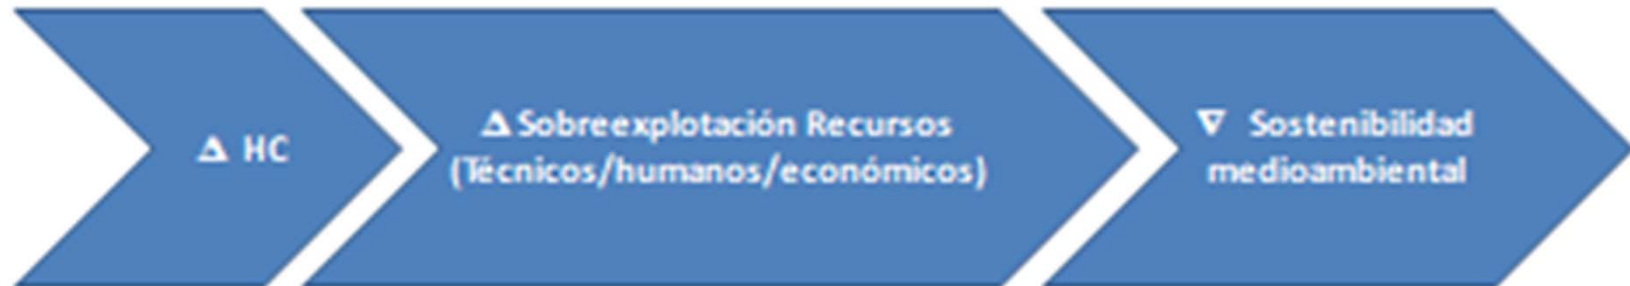 Δ HC
Δ Sobreexplotación Recursos
(Técnicos/humanos/económicos)
∇ Sostenibilidad
medioambiental